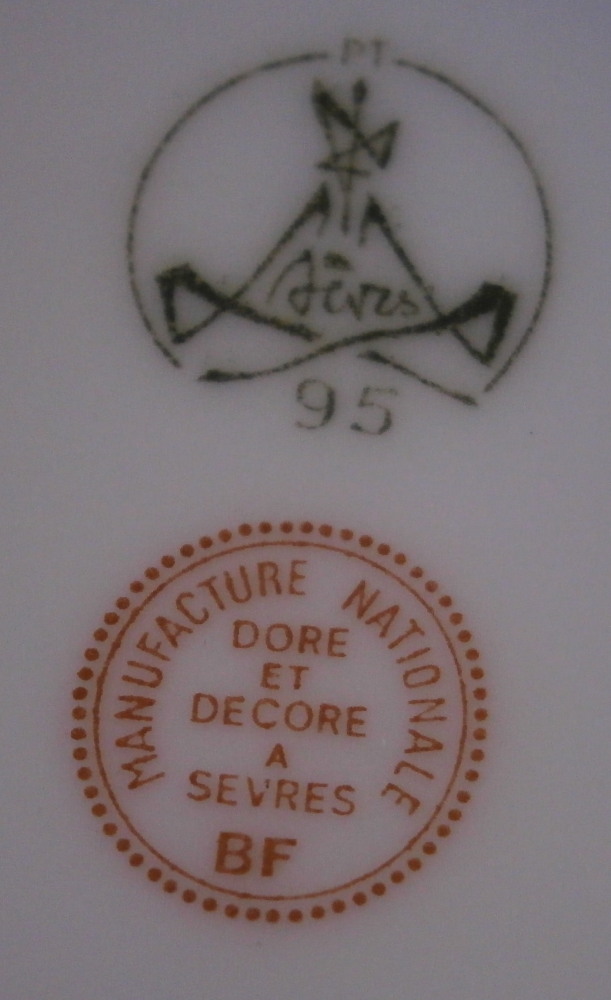 PT
Sèvres
95
MANUFACTURE NATIONALE
DORE
ET
DECORE
A
SEVRES
BF